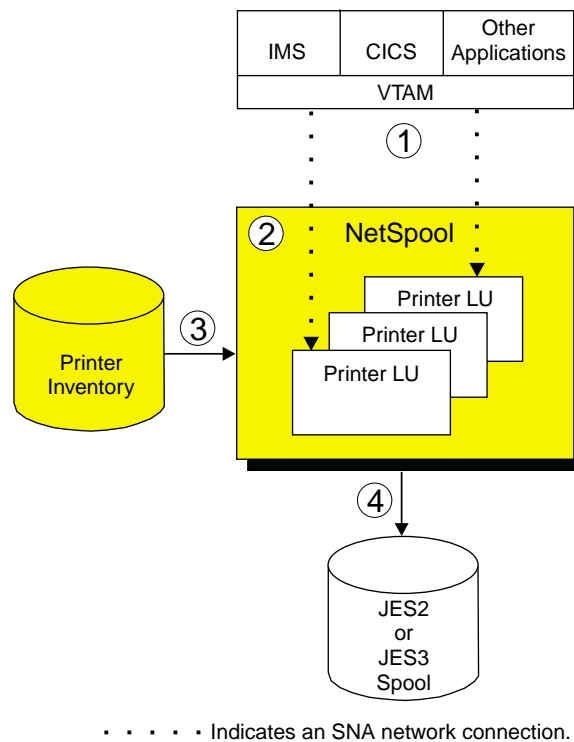 IMS
CICS
Other
Applications
VTAM
1
2
NetSpool
Printer LU
Printer LU
Printer LU
3
Printer
Inventory
4
JES2
or
JES3
Spool
Indicates an SNA network connection.